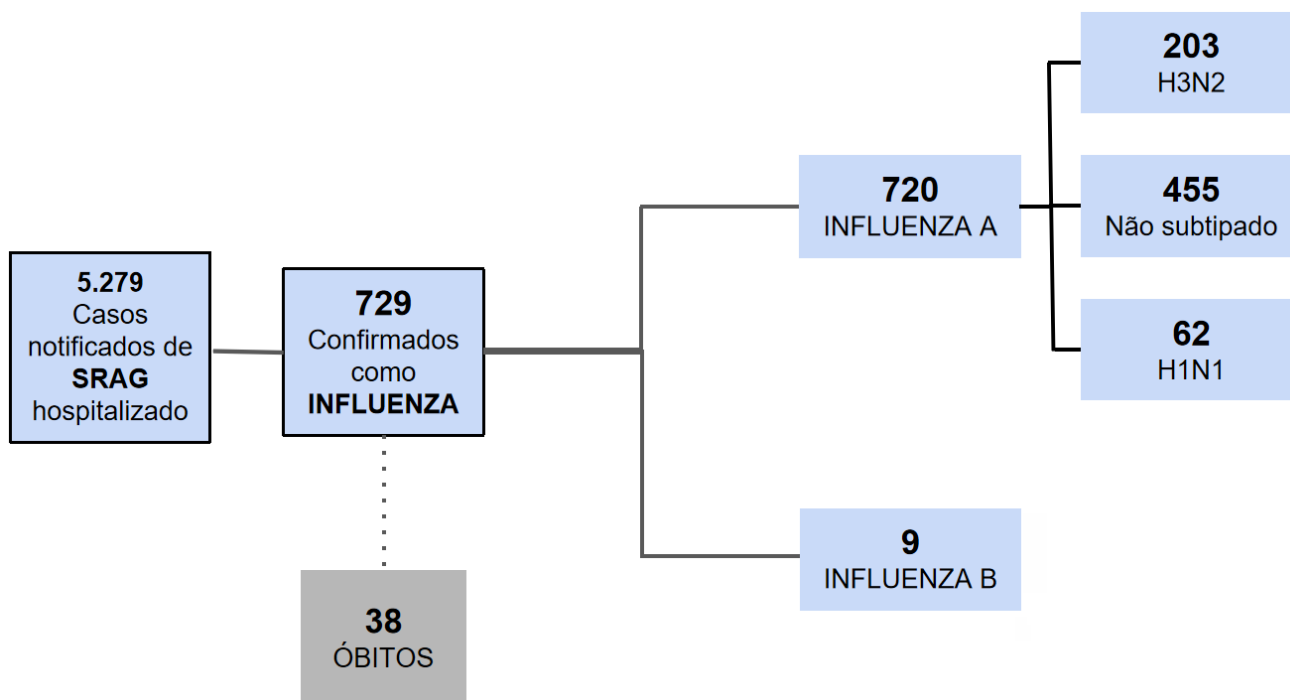 5.279
Casos
notificados de
SRAG
hospitalizado
729
Confirmados
como
INFLUENZA
38
ÓBITOS
720
INFLUENZA A
9
INFLUENZA B
203
H3N2
455
Não subtipado
62
H1N1